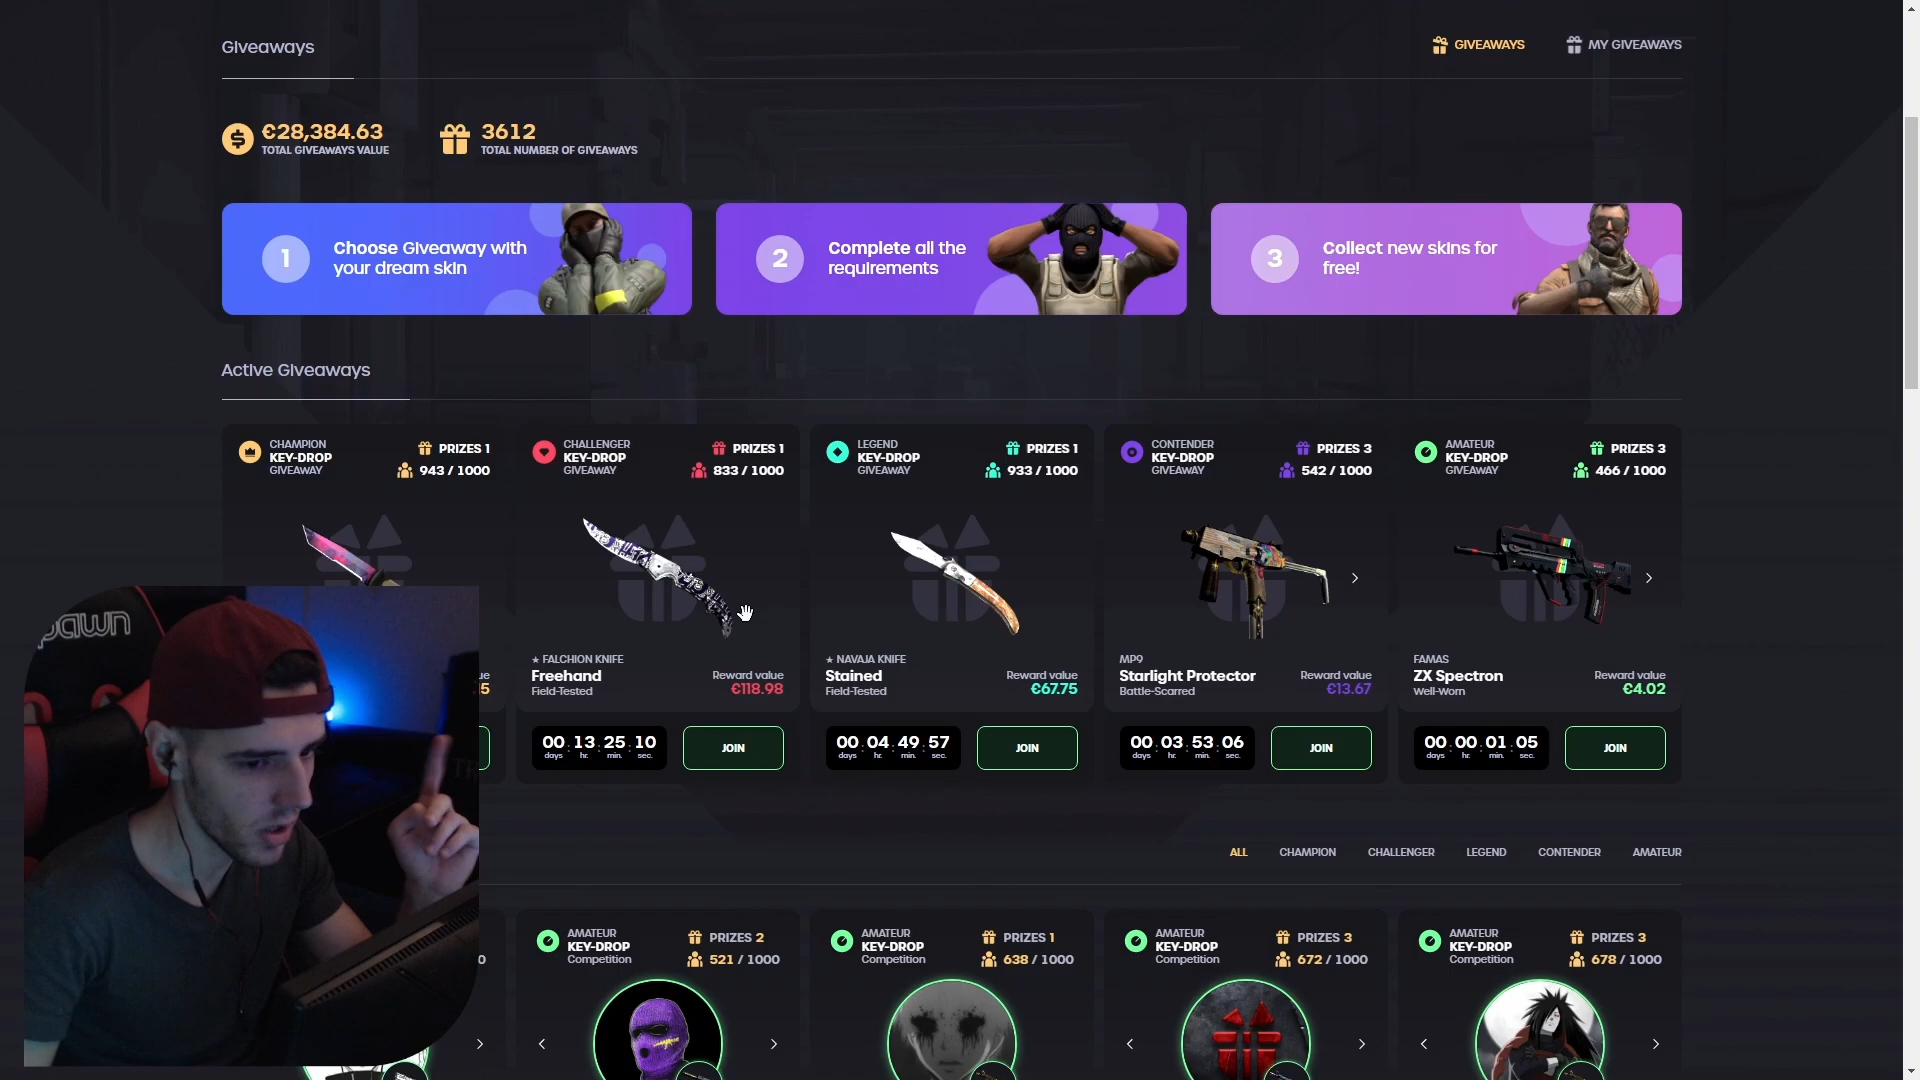 Giveaways
GIVEAWAYS
MY GIVEAWAYS
€28,384.63
TOTAL GIVEAWAYS VALUE
3612
TOTAL NUMBER OF GIVEAWAYS
1
Choose Giveaway with
your dream skin
2
Complete all the
requirements
3
Collect new skins for
free!
Active Giveaways
CHAMPION
KEY-DROP
GIVEAWAY
PRIZES 1
943 / 1000
CHALLENGER
KEY-DROP
GIVEAWAY
PRIZES 1
833 / 1000
★ FALCHION KNIFE
Freehand
Field-Tested
Reward value
€118.98
00 : 13 : 25 : 10
days hr. min. sec.
JOIN
LEGEND
KEY-DROP
GIVEAWAY
PRIZES 1
933 / 1000
★ NAVAJA KNIFE
Stained
Field-Tested
Reward value
€67.75
00 : 04 : 49 : 57
days hr. min. sec.
JOIN
CONTENDER
KEY-DROP
GIVEAWAY
PRIZES 3
542 / 1000
MP9
Starlight Protector
Battle-Scarred
Reward value
€13.67
00 : 03 : 53 : 06
days hr. min. sec.
JOIN
AMATEUR
KEY-DROP
GIVEAWAY
PRIZES 3
466 / 1000
FAMAS
ZX Spectron
Well-Worn
Reward value
€4.02
00 : 00 : 01 : 05
days hr. min. sec.
JOIN
ALL
CHAMPION
CHALLENGER
LEGEND
CONTENDER
AMATEUR
AMATEUR
KEY-DROP
Competition
PRIZES 2
521 / 1000
AMATEUR
KEY-DROP
Competition
PRIZES 1
638 / 1000
AMATEUR
KEY-DROP
Competition
PRIZES 3
672 / 1000
AMATEUR
KEY-DROP
Competition
PRIZES 3
678 / 1000